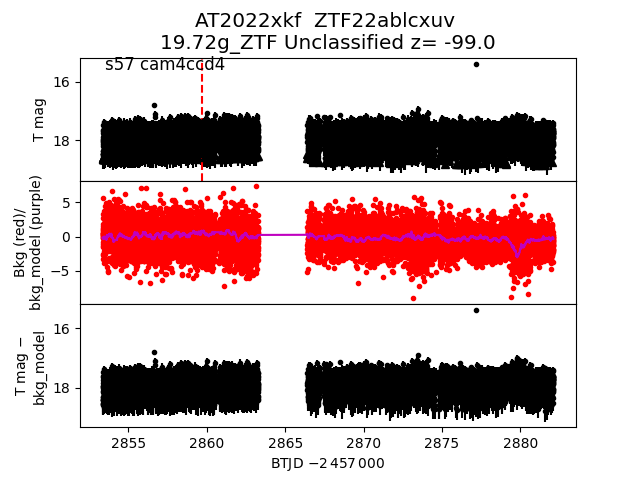 AT2022xkf  ZTF22ablcxuv
19.72g_ZTF Unclassified z= -99.0
s57 cam4ccd4
16
18
T mag
5
0
−5
Bkg (red)/
bkg_model (purple)
16
18
T mag −
bkg_model
2855 2860 2865 2870 2875 2880
BTJD −2 457 000